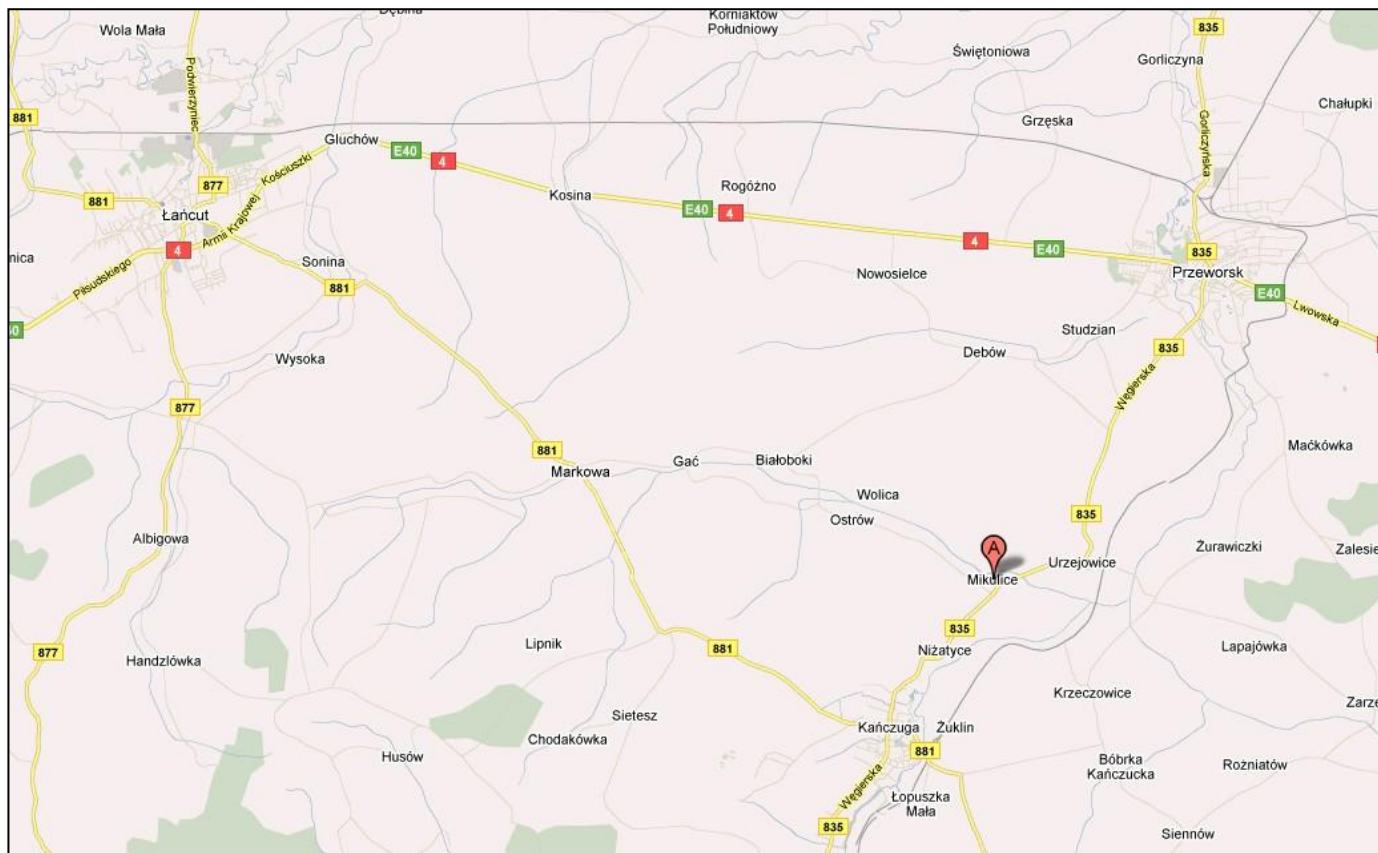 Dębina
Korniaktów
Południowy
Wola Mała
835
Świętoniowa
Gorliczyna
Podwierzyniec
881
Chałupki
Grzęska
Gorliczyńska
Głuchów
E40
4
Kościuszki
877
Rogóżno
881
Kosina
E40
4
Łańcut
Armii Krajowej
4
E40
835
4
mica
Piłsudskiego
Sonina
Nowosielce
Przeworsk
881
E40
Lwowska
Studzian
Wysoka
Debów
835
Węgierska
877
Maćkówka
881
Markowa
Gać
Białoboki
Wolica
Ostrów
835
Albigowa
Żurawiczki
Zalesie
A
Urzejowice
Mikulice
835
Lipnik
877
881
Niżatyce
Lapajówka
Handzlówka
Krzeczowice
Zarze
Sietesz
Kańczuga
Żuklin
Chodakówka
881
Husów
Bóbrka
Kańczucka
Rożniatów
Węgierska
Łopuszka
Mała
835
Siennów